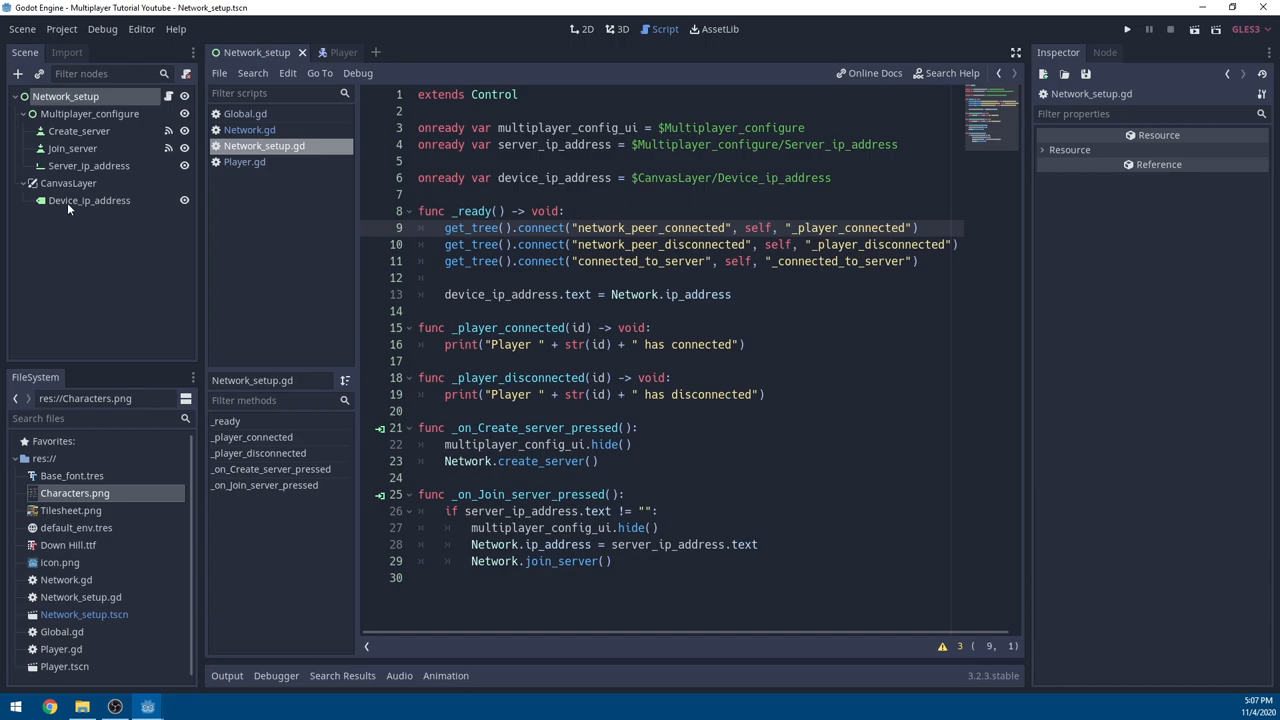 Godot Engine - Multiplayer Tutorial Youtube - Network_setup.tscn
Scene Project Debug Editor Help
2D 3D Script AssetLib
GLES3
Scene Import
Filter nodes
Network_setup
Multiplayer_configure
Create_server
Join_server
Server_ip_address
CanvasLayer
Device_ip_address
FileSystem
res://Characters.png
Search files
Favorites:
res://
Base_font.tres
Characters.png
Tilesheet.png
default_env.tres
Down Hill.ttf
icon.png
Network.gd
Network_setup.gd
Network_setup.tscn
Global.gd
Player.gd
Player.tscn
Network_setup Player
File Search Edit Go To Debug
Online Docs Search Help
Filter scripts
Global.gd
Network.gd
Network_setup.gd
Player.gd
Network_setup.gd
Filter methods
_ready
_player_connected
_player_disconnected
_on_Create_server_pressed
_on_Join_server_pressed
1 extends Control
2
3 onready var multiplayer_config_ui = $Multiplayer_configure
4 onready var server_ip_address = $Multiplayer_configure/Server_ip_address
5
6 onready var device_ip_address = $CanvasLayer/Device_ip_address
7
8 func _ready() -> void:
9 get_tree().connect("network_peer_connected", self, "_player_connected")
10 get_tree().connect("network_peer_disconnected", self, "_player_disconnected")
11 get_tree().connect("connected_to_server", self, "_connected_to_server")
12
13 device_ip_address.text = Network.ip_address
14
15 func _player_connected(id) -> void:
16 print("Player " + str(id) + " has connected")
17
18 func _player_disconnected(id) -> void:
19 print("Player " + str(id) + " has disconnected")
20
21 func _on_Create_server_pressed():
22 multiplayer_config_ui.hide()
23 Network.create_server()
24
25 func _on_Join_server_pressed():
26 if server_ip_address.text != "":
27 multiplayer_config_ui.hide()
28 Network.ip_address = server_ip_address.text
29 Network.join_server()
30
3 ( 9, 1)
Output Debugger Search Results Audio Animation
3.2.3.stable
Inspector Node
Network_setup.gd
Filter properties
Resource
Resource
Reference
5:07 PM
11/4/2020